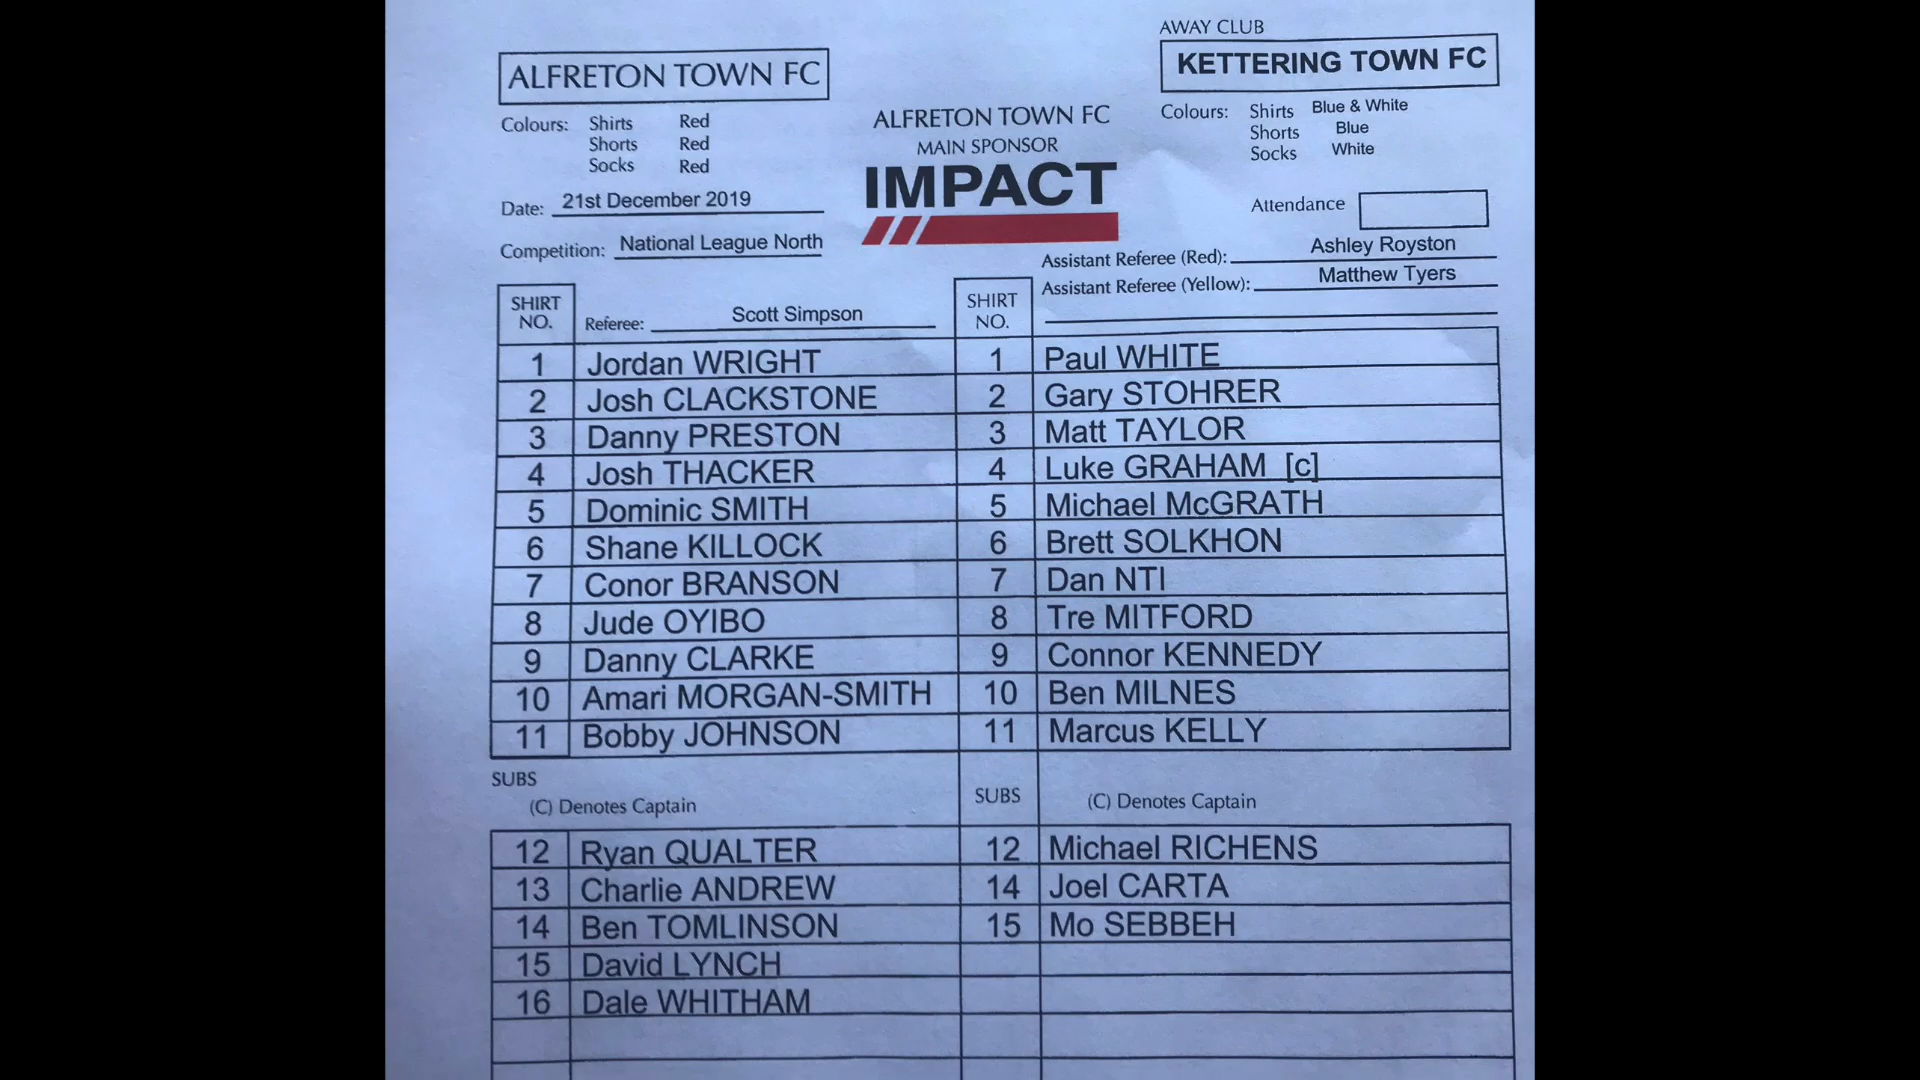 AWAY CLUB
ALFRETON TOWN FC
KETTERING TOWN FC
Colours: Shirts Red
Shorts Red
Socks Red
ALFRETON TOWN FC
MAIN SPONSOR
IMPACT
Colours: Shirts Blue & White
Shorts Blue
Socks White
Date: 21st December 2019
Attendance
Competition: National League North
Assistant Referee (Red): Ashley Royston
Assistant Referee (Yellow): Matthew Tyers
SHIRT NO. Referee: Scott Simpson SHIRT NO.
1 Jordan WRIGHT 1 Paul WHITE
2 Josh CLACKSTONE 2 Gary STOHRER
3 Danny PRESTON 3 Matt TAYLOR
4 Josh THACKER 4 Luke GRAHAM [c]
5 Dominic SMITH 5 Michael McGRATH
6 Shane KILLOCK 6 Brett SOLKHON
7 Conor BRANSON 7 Dan NTI
8 Jude OYIBO 8 Tre MITFORD
9 Danny CLARKE 9 Connor KENNEDY
10 Amari MORGAN-SMITH 10 Ben MILNES
11 Bobby JOHNSON 11 Marcus KELLY
SUBS
(C) Denotes Captain SUBS (C) Denotes Captain
12 Ryan QUALTER 12 Michael RICHENS
13 Charlie ANDREW 14 Joel CARTA
14 Ben TOMLINSON 15 Mo SEBBEH
15 David LYNCH
16 Dale WHITHAM